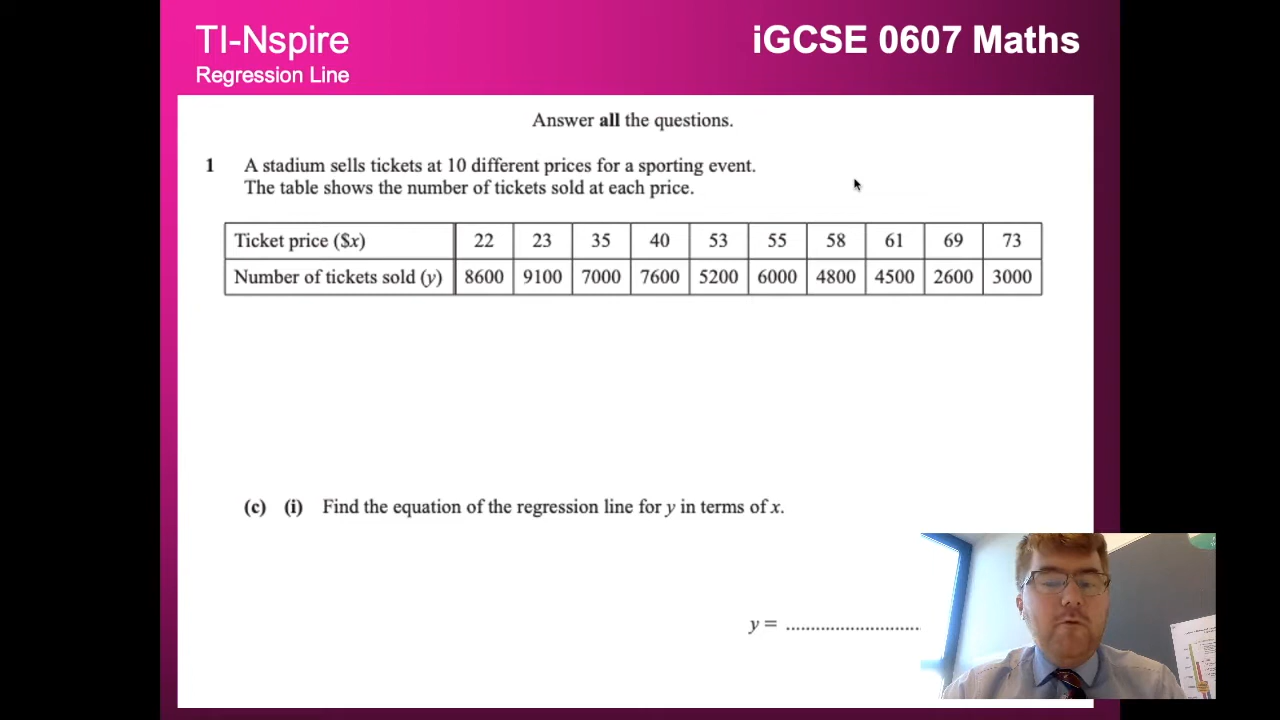 TI-Nspire
iGCSE 0607 Maths
Regression Line
Answer all the questions.
1 A stadium sells tickets at 10 different prices for a sporting event.
The table shows the number of tickets sold at each price.
Ticket price ($x) 22 23 35 40 53 55 58 61 69 73
Number of tickets sold (y) 8600 9100 7000 7600 5200 6000 4800 4500 2600 3000
(c) (i) Find the equation of the regression line for y in terms of x.
y = ...........................